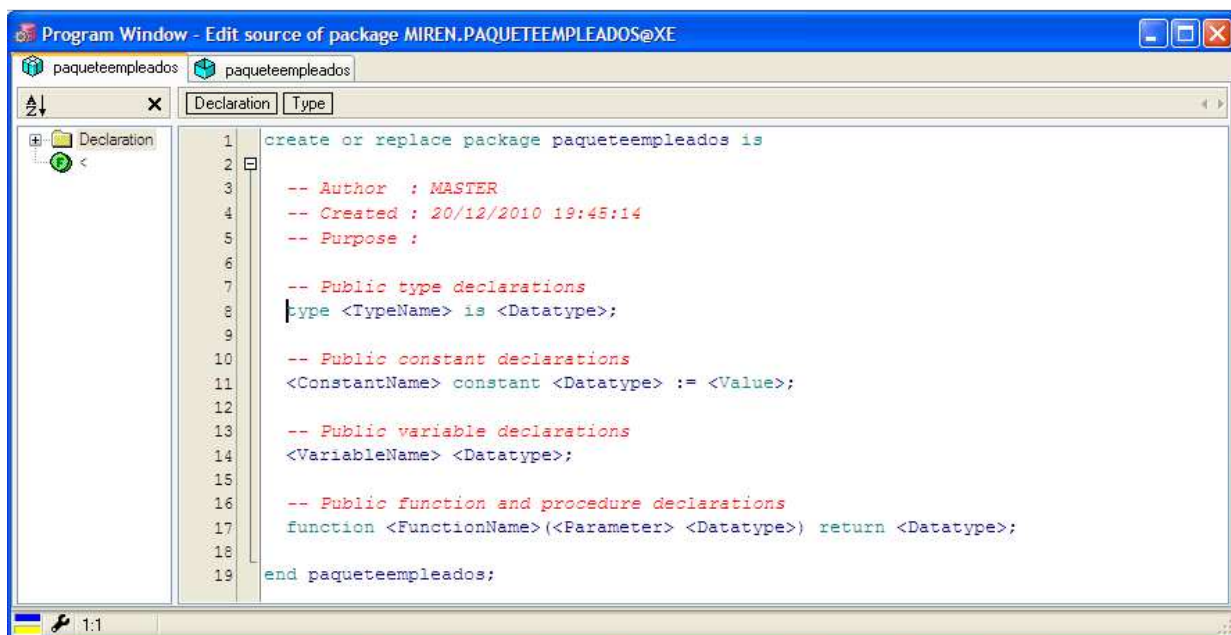 Program Window - Edit source of package MIREN.PAQUETEEMPLEADOS@XE
paqueteempleados paqueteempleados
A Z Declaration Type
Declaration
F <
1 create or replace package paqueteempleados is
2
3 -- Author : MASTER
4 -- Created : 20/12/2010 19:45:14
5 -- Purpose :
6
7 -- Public type declarations
8 type <TypeName> is <Datatype>;
9
10 -- Public constant declarations
11 <ConstantName> constant <Datatype> := <Value>;
12
13 -- Public variable declarations
14 <VariableName> <Datatype>;
15
16 -- Public function and procedure declarations
17 function <FunctionName>(<Parameter> <Datatype>) return <Datatype>;
18
19 end paqueteempleados;
1:1